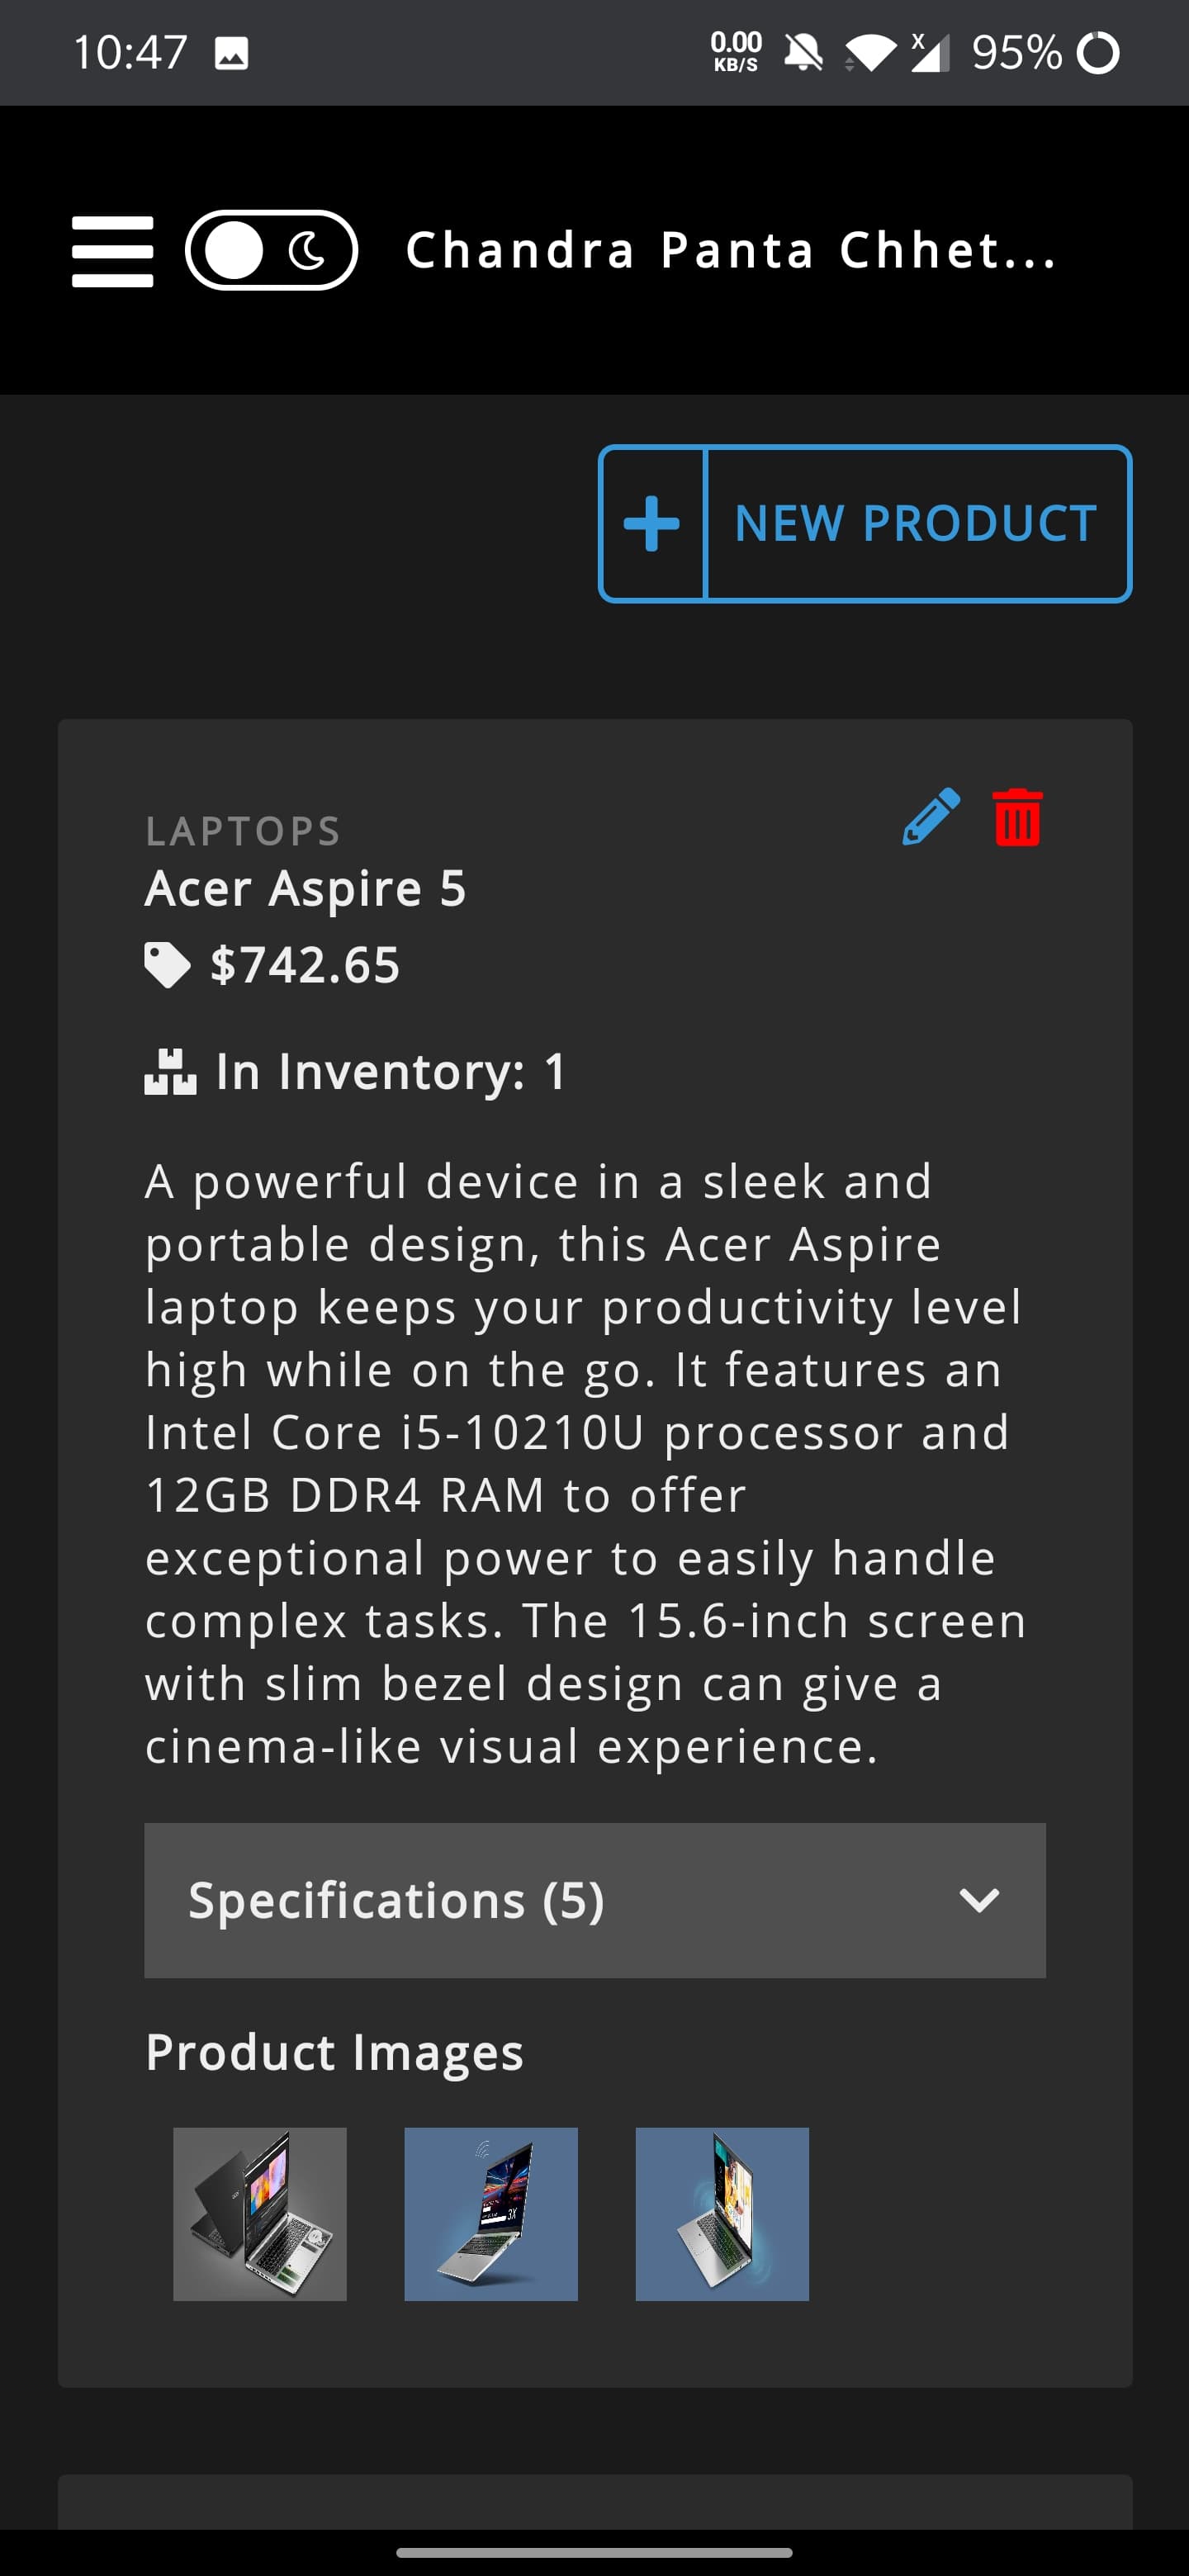 10:47
0.00
KB/S
X
95%
Chandra Panta Chhet...
NEW PRODUCT
LAPTOPS
Acer Aspire 5
$742.65
In Inventory: 1
A powerful device in a sleek and
portable design, this Acer Aspire
laptop keeps your productivity level
high while on the go. It features an
Intel Core i5-10210U processor and
12GB DDR4 RAM to offer
exceptional power to easily handle
complex tasks. The 15.6-inch screen
with slim bezel design can give a
cinema-like visual experience.
Specifications (5)
Product Images
3X